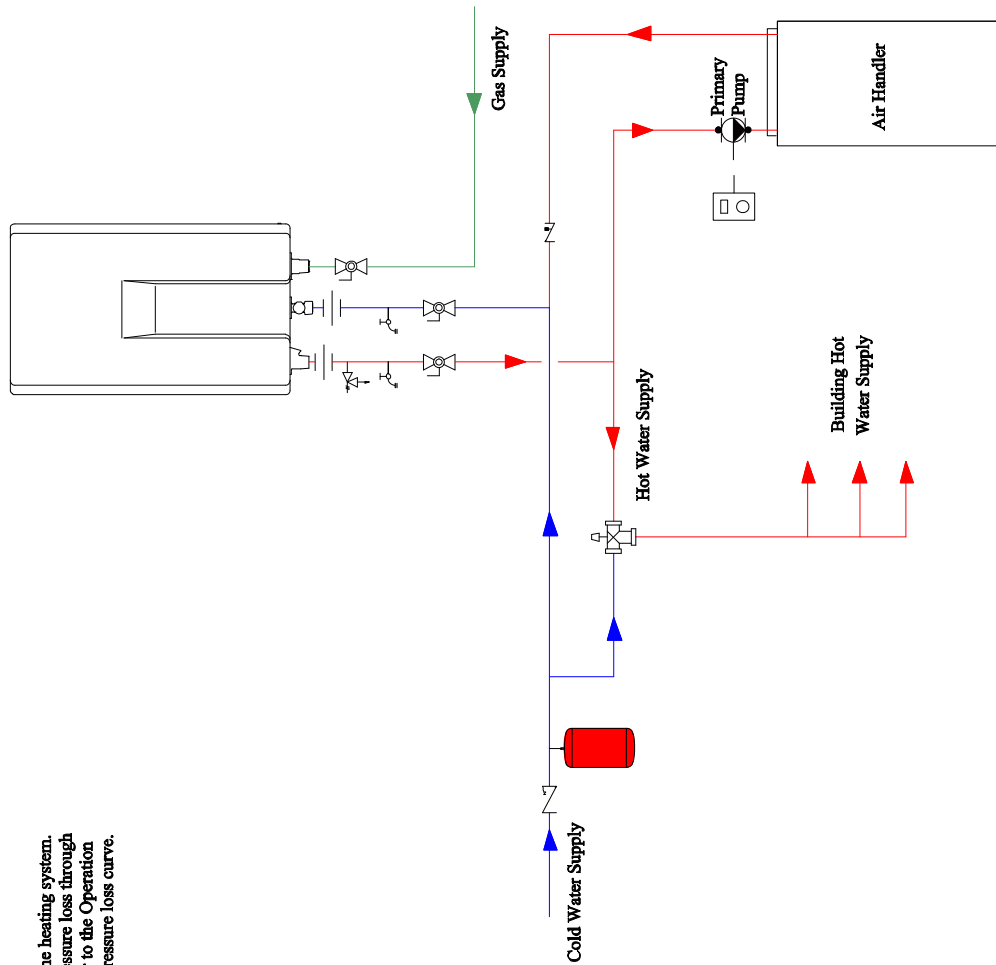 ne heating system.
essure loss through
to the Operation
ressure loss curve.
Cold Water Supply
Hot Water Supply
Building Hot
Water Supply
Gas Supply
Primary
Pump
Air Handler